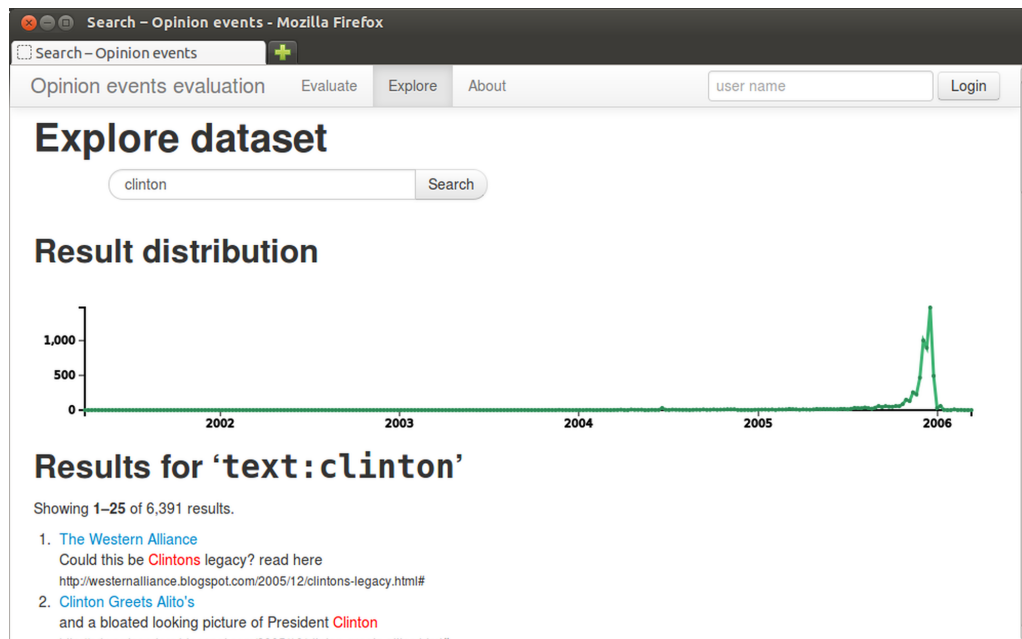 Search – Opinion events - Mozilla Firefox
Search – Opinion events
Opinion events evaluation Evaluate Explore About user name Login
Explore dataset
clinton Search
Result distribution
1,000
500
0
2002 2003 2004 2005 2006
Results for ‘text:clinton’
Showing 1–25 of 6,391 results.
1. The Western Alliance
Could this be Clintons legacy? read here
http://westernalliance.blogspot.com/2005/12/clintons-legacy.html#
2. Clinton Greets Alito's
and a bloated looking picture of President Clinton